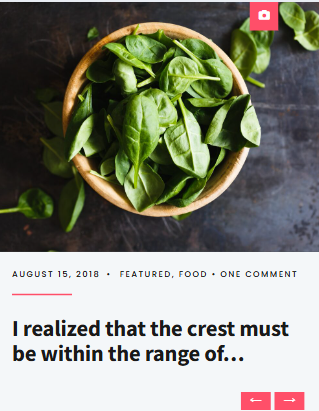 AUGUST 15, 2018 • FEATURED, FOOD • ONE COMMENT
I realized that the crest must
be within the range of…